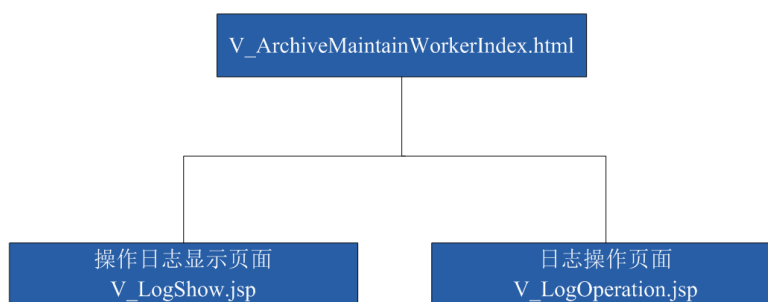 V_ArchiveMaintainWorkerIndex.html
操作日志显示页面
V_LogShow.jsp
日志操作页面
V_LogOperation.jsp